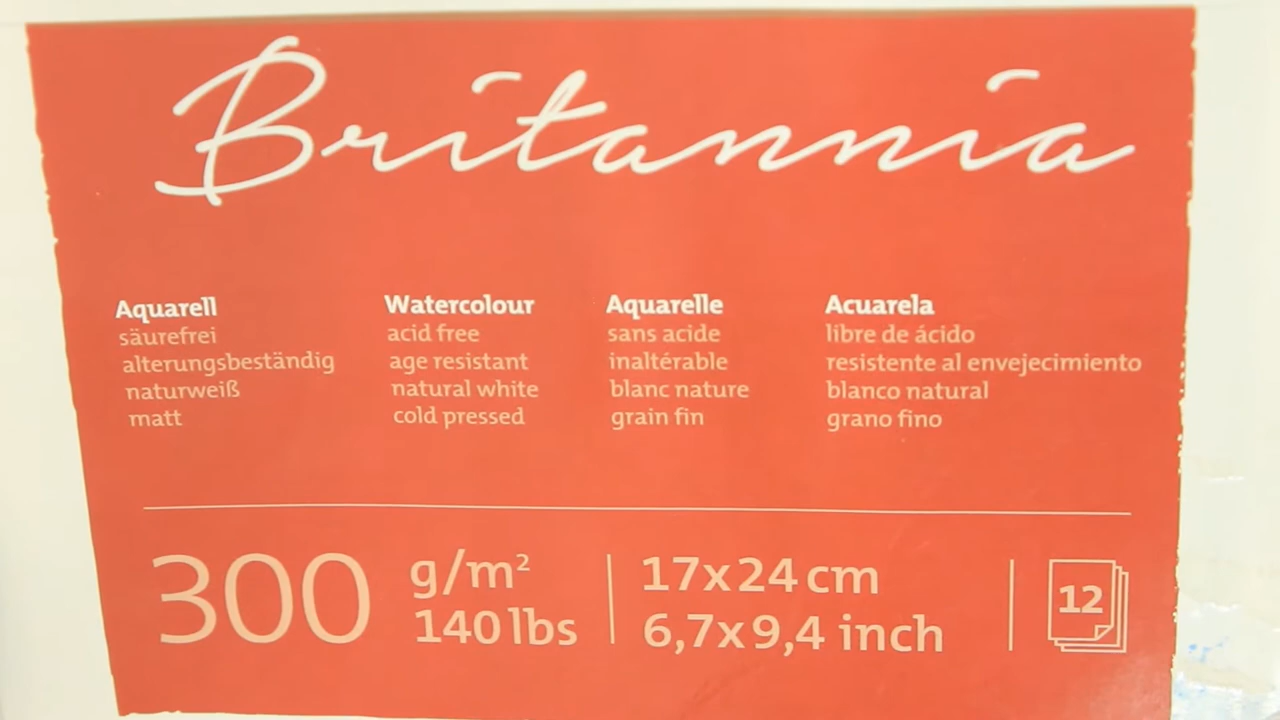 Britannia
Aquarell
säurefrei
alterungsbeständig
naturweiß
matt
Watercolour
acid free
age resistant
natural white
cold pressed
Aquarelle
sans acide
inaltérable
blanc nature
grain fin
Acuarela
libre de ácido
resistente al envejecimiento
blanco natural
grano fino
300 g/m²
140 lbs
17x24 cm
6,7x9,4 inch
12